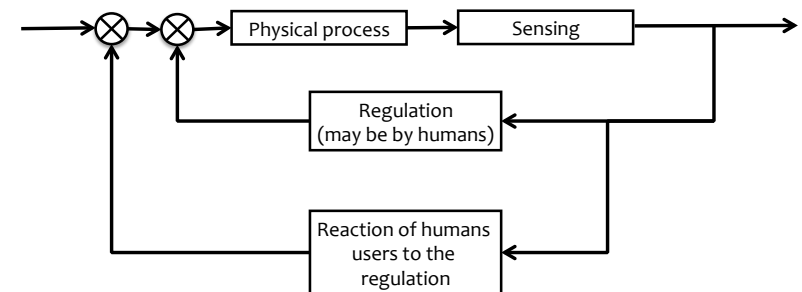 Physical process
Sensing
Regulation
(may be by humans)
Reaction of humans
users to the
regulation